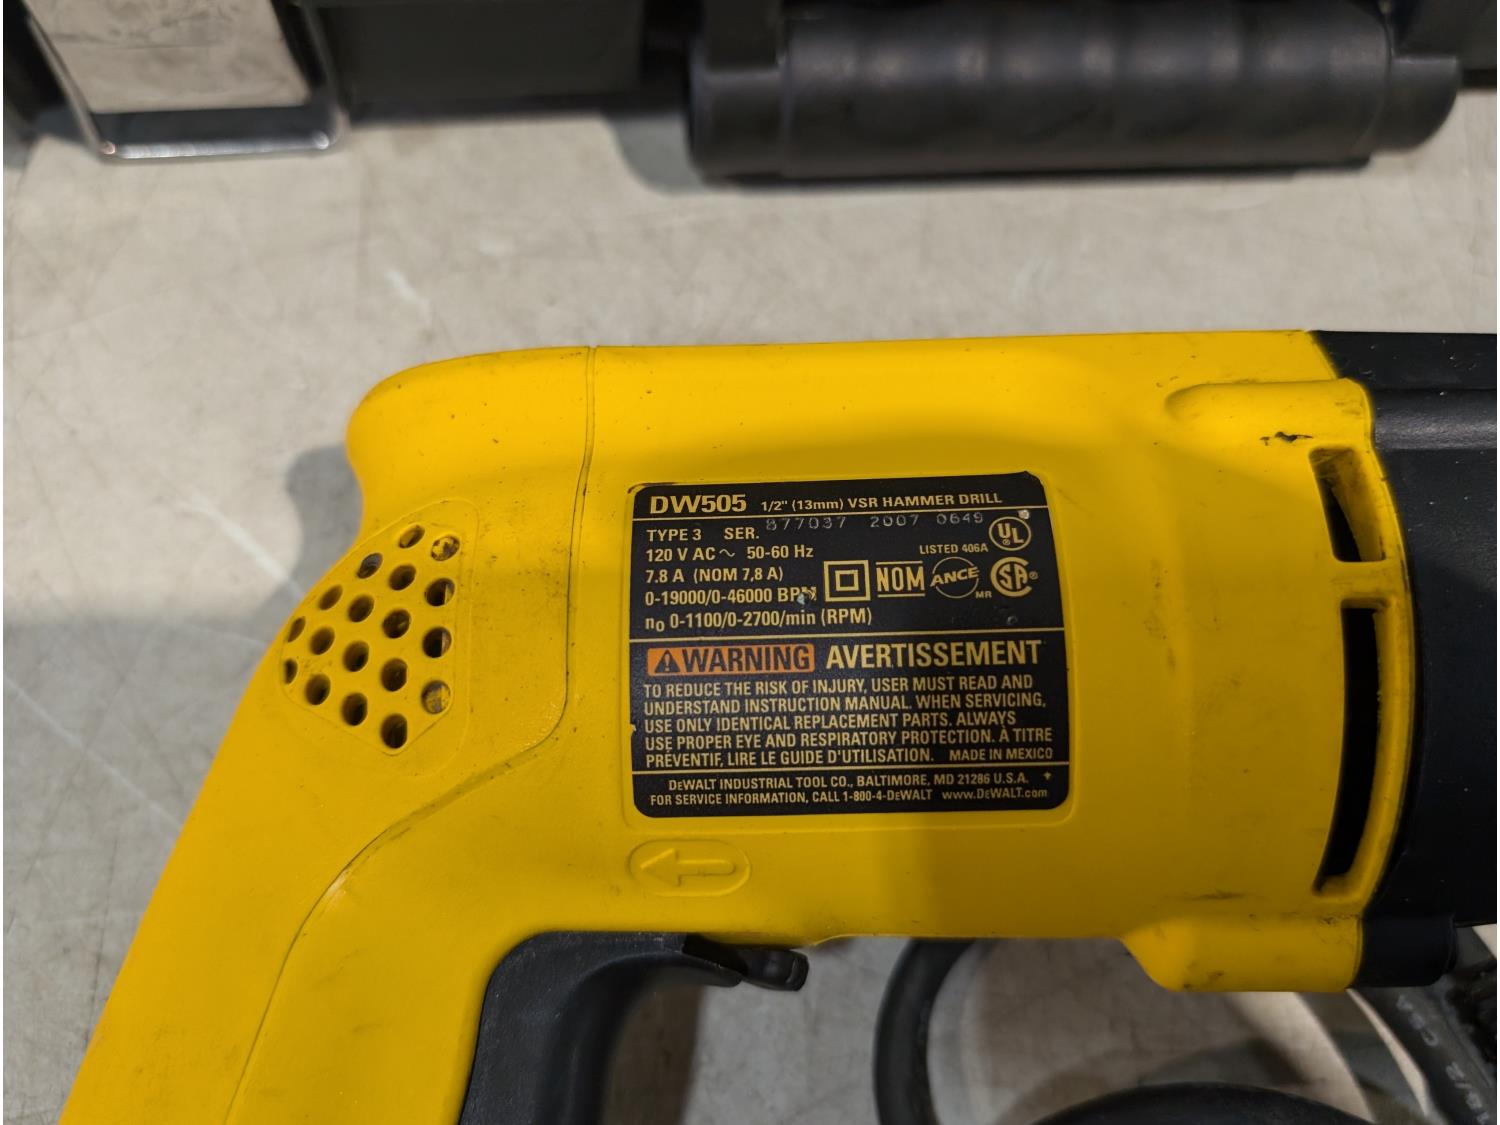 DW505 1/2" (13mm) VSR HAMMER DRILL
TYPE 3 SER. 877037 2007 0649
120 V AC ~ 50-60 Hz
LISTED 406A
UL
7.8 A (NOM 7,8 A)
NOM
ANCE
MR
SA
0-19000/0-46000 BPM
no 0-1100/0-2700/min (RPM)
WARNING AVERTISSEMENT
TO REDUCE THE RISK OF INJURY, USER MUST READ AND
UNDERSTAND INSTRUCTION MANUAL. WHEN SERVICING,
USE ONLY IDENTICAL REPLACEMENT PARTS. ALWAYS
USE PROPER EYE AND RESPIRATORY PROTECTION. À TITRE
PRÉVENTIF, LIRE LE GUIDE D'UTILISATION. MADE IN MEXICO
DEWALT INDUSTRIAL TOOL CO., BALTIMORE, MD 21286 U.S.A.
FOR SERVICE INFORMATION, CALL 1-800-4-DEWALT www.DEWALT.com